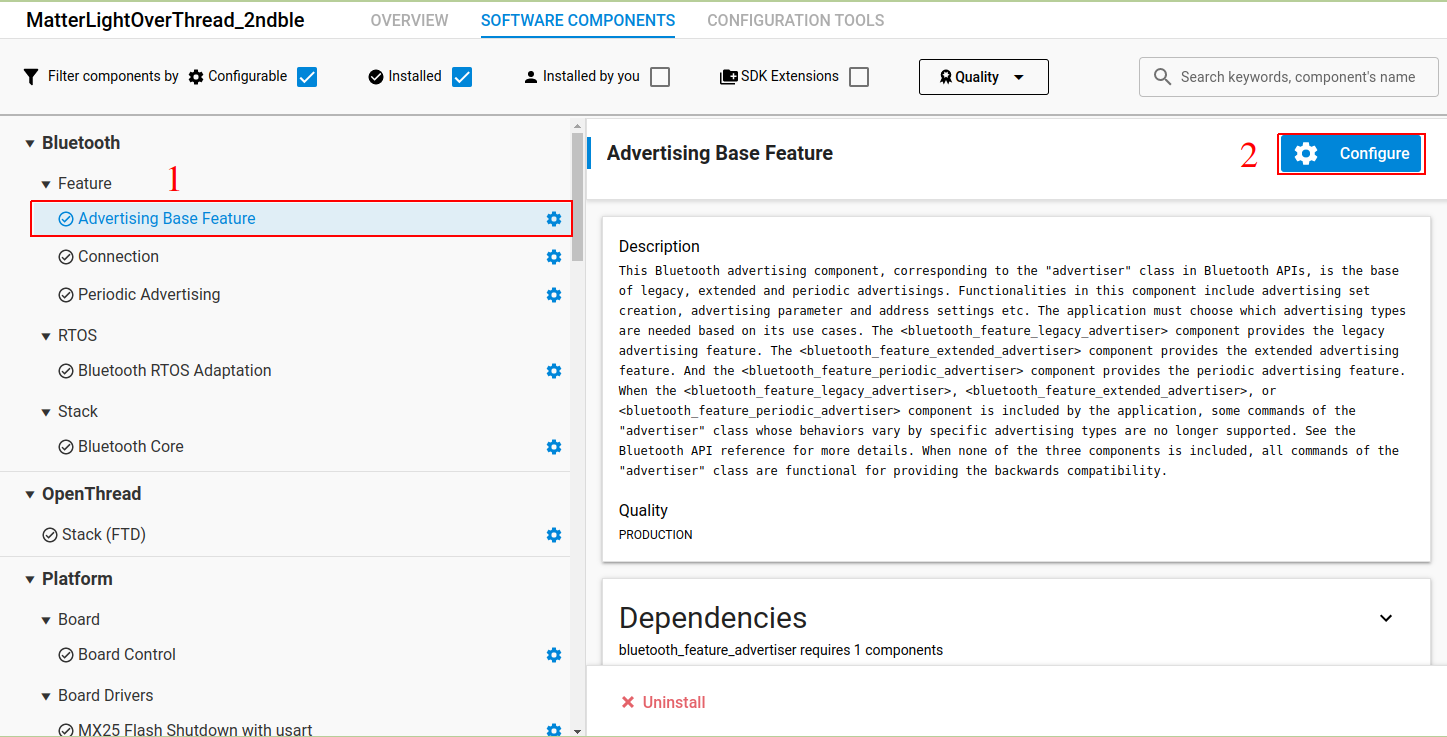 MatterLightOverThread_2ndble OVERVIEW SOFTWARE COMPONENTS CONFIGURATION TOOLS
Filter components by Configurable Installed Installed by you SDK Extensions Quality Search keywords, component's name
Bluetooth
Feature
1
Advertising Base Feature
Connection
Periodic Advertising
RTOS
Bluetooth RTOS Adaptation
Stack
Bluetooth Core
OpenThread
Stack (FTD)
Platform
Board
Board Control
Board Drivers
MX25 Flash Shutdown with usart
Advertising Base Feature
2
Configure
Description
This Bluetooth advertising component, corresponding to the "advertiser" class in Bluetooth APIs, is the base
of legacy, extended and periodic advertisings. Functionalities in this component include advertising set
creation, advertising parameter and address settings etc. The application must choose which advertising types
are needed based on its use cases. The <bluetooth_feature_legacy_advertiser> component provides the legacy
advertising feature. The <bluetooth_feature_extended_advertiser> component provides the extended advertising
feature. And the <bluetooth_feature_periodic_advertiser> component provides the periodic advertising feature.
When the <bluetooth_feature_legacy_advertiser>, <bluetooth_feature_extended_advertiser>, or
<bluetooth_feature_periodic_advertiser> component is included by the application, some commands of the
"advertiser" class whose behaviors vary by specific advertising types are no longer supported. See the
Bluetooth API reference for more details. When none of the three components is included, all commands of the
"advertiser" class are functional for providing the backwards compatibility.
Quality
PRODUCTION
Dependencies
bluetooth_feature_advertiser requires 1 components
Uninstall